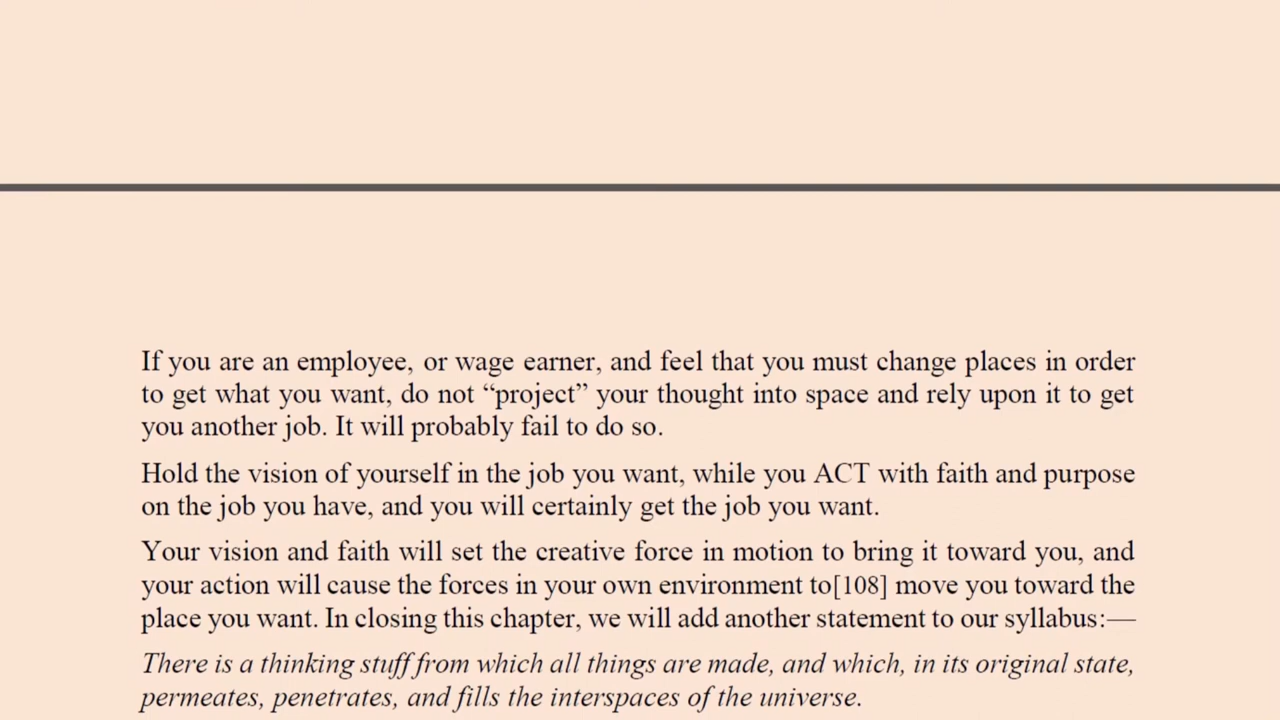 If you are an employee, or wage earner, and feel that you must change places in order
to get what you want, do not “project” your thought into space and rely upon it to get
you another job. It will probably fail to do so.
Hold the vision of yourself in the job you want, while you ACT with faith and purpose
on the job you have, and you will certainly get the job you want.
Your vision and faith will set the creative force in motion to bring it toward you, and
your action will cause the forces in your own environment to[108] move you toward the
place you want. In closing this chapter, we will add another statement to our syllabus:—
There is a thinking stuff from which all things are made, and which, in its original state,
permeates, penetrates, and fills the interspaces of the universe.